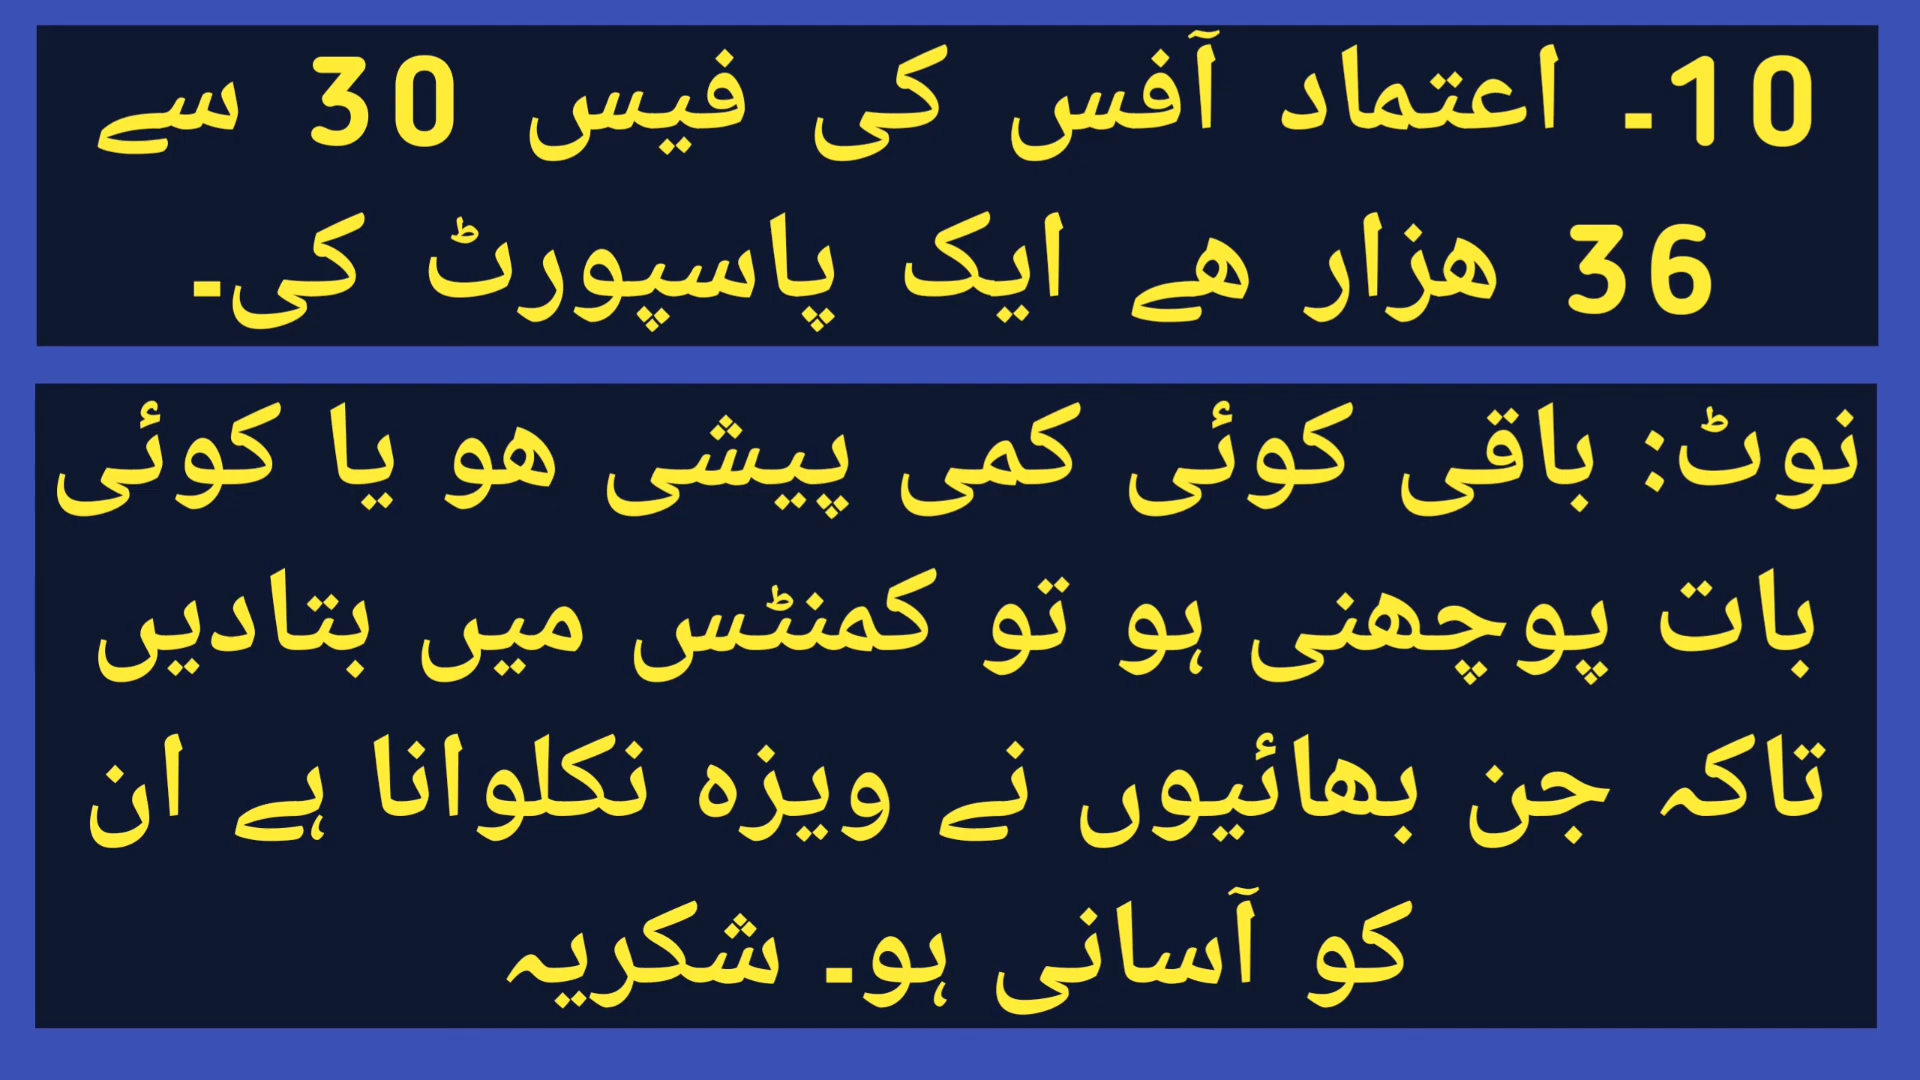 10۔ اعتماد آفس کی فیس 30 سے
36 ھزار ھے ایک پاسپورٹ کی۔
نوٹ: باقی کوئی کمی پیشی ھو یا کوئی
بات پوچھنی ہو تو کمنٹس میں بتادیں
تاکہ جن بھائیوں نے ویزہ نکلوانا ہے ان
کو آسانی ہو۔ شکریہ